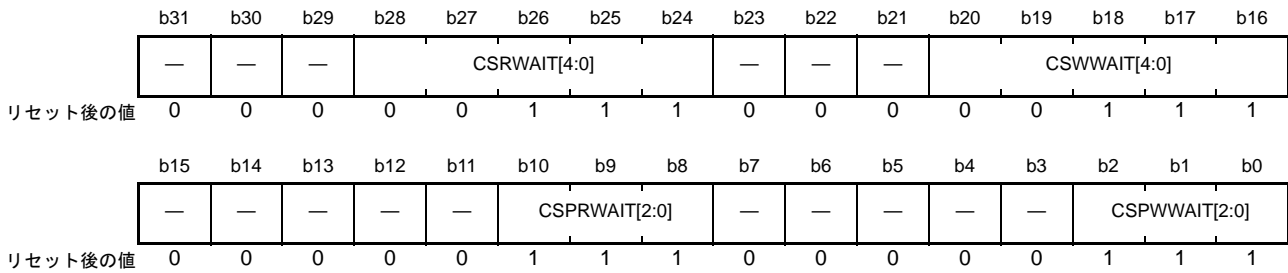 b31 b30 b29 b28 b27 b26 b25 b24 b23 b22 b21 b20 b19 b18 b17 b16
— — — CSRWAIT[4:0] — — — CSWWAIT[4:0]
リセット後の値 0 0 0 0 0 1 1 1 0 0 0 0 0 1 1 1
b15 b14 b13 b12 b11 b10 b9 b8 b7 b6 b5 b4 b3 b2 b1 b0
— — — — — CSPRWAIT[2:0] — — — — — CSPWWAIT[2:0]
リセット後の値 0 0 0 0 0 1 1 1 0 0 0 0 0 1 1 1